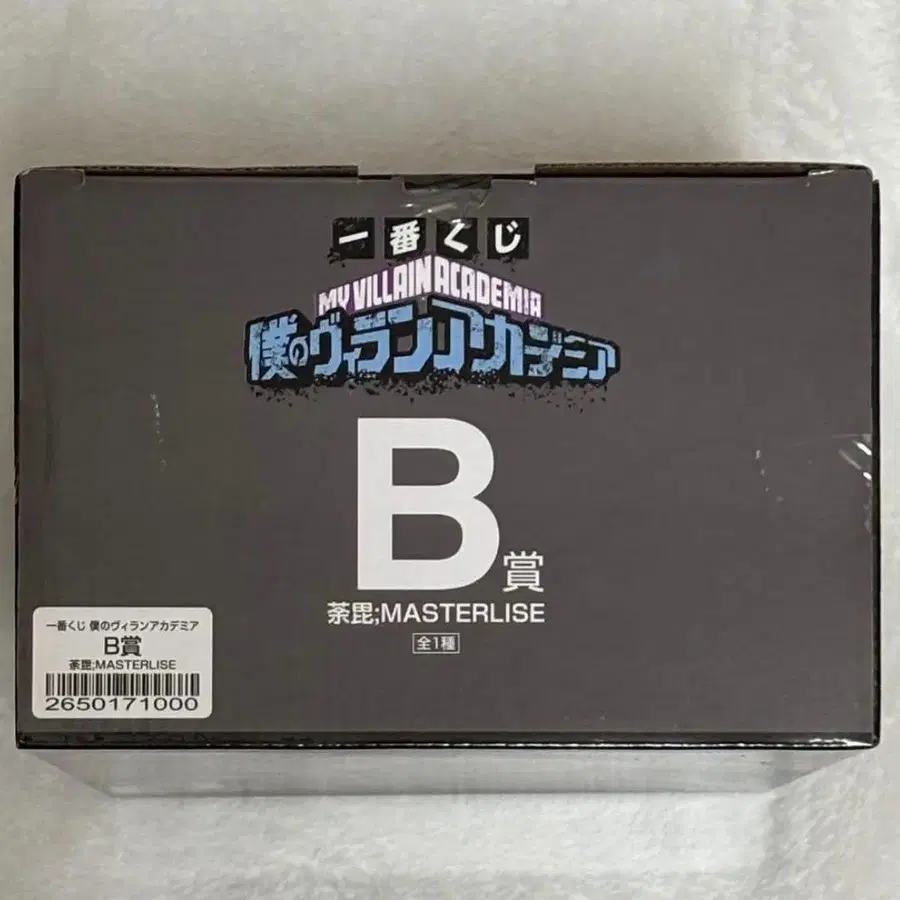 一番くじ
MY VILLAIN ACADEMIA
僕のヴィランアカデミア
B賞
荼毘;MASTERLISE
全1種
一番くじ 僕のヴィランアカデミア
B賞
荼毘;MASTERLISE
2650171000